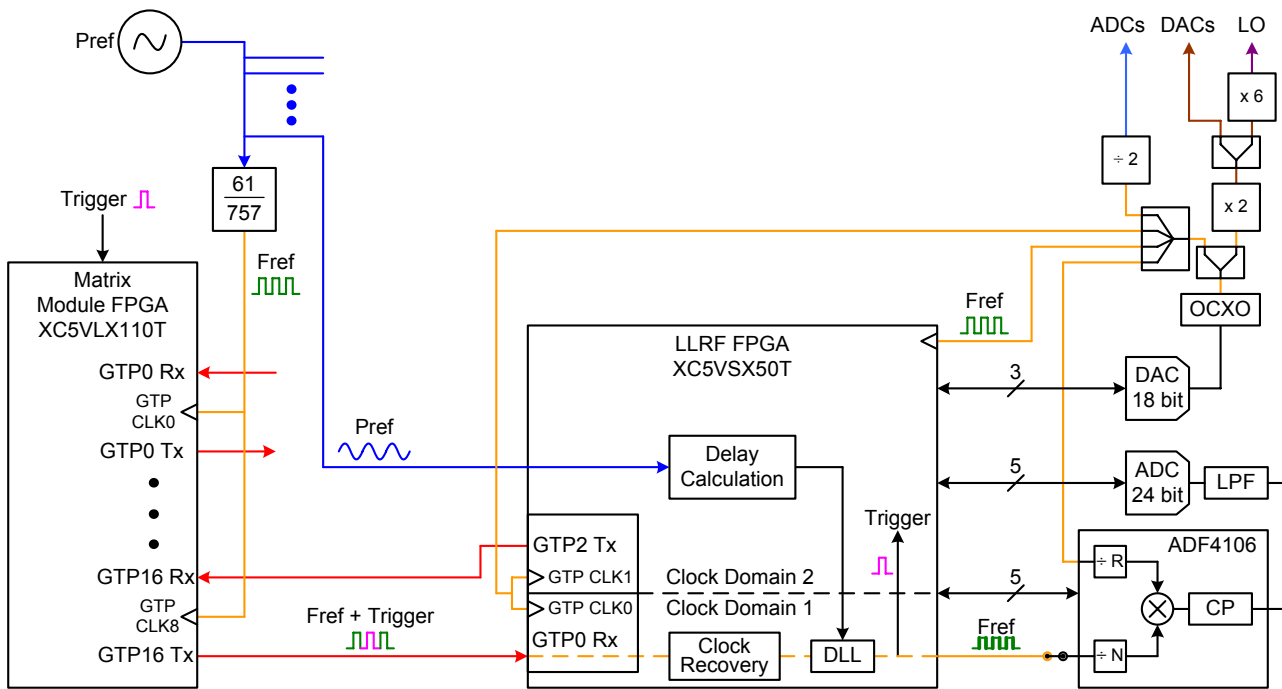 Pref
ADCs
DACs
LO
x 6
÷ 2
x 2
61
757
Trigger
Fref
Matrix
Module FPGA
XC5VLX110T
GTP0 Rx
GTP
CLK0
GTP0 Tx
GTP16 Rx
GTP
CLK8
GTP16 Tx
Pref
Fref + Trigger
LLRF FPGA
XC5VSX50T
Fref
OCXO
3
DAC
18 bit
Delay
Calculation
5
ADC
24 bit
LPF
Trigger
GTP2 Tx
GTP CLK1
Clock Domain 2
GTP CLK0
Clock Domain 1
GTP0 Rx
Clock
Recovery
DLL
5
Fref
ADF4106
÷ R
CP
÷ N